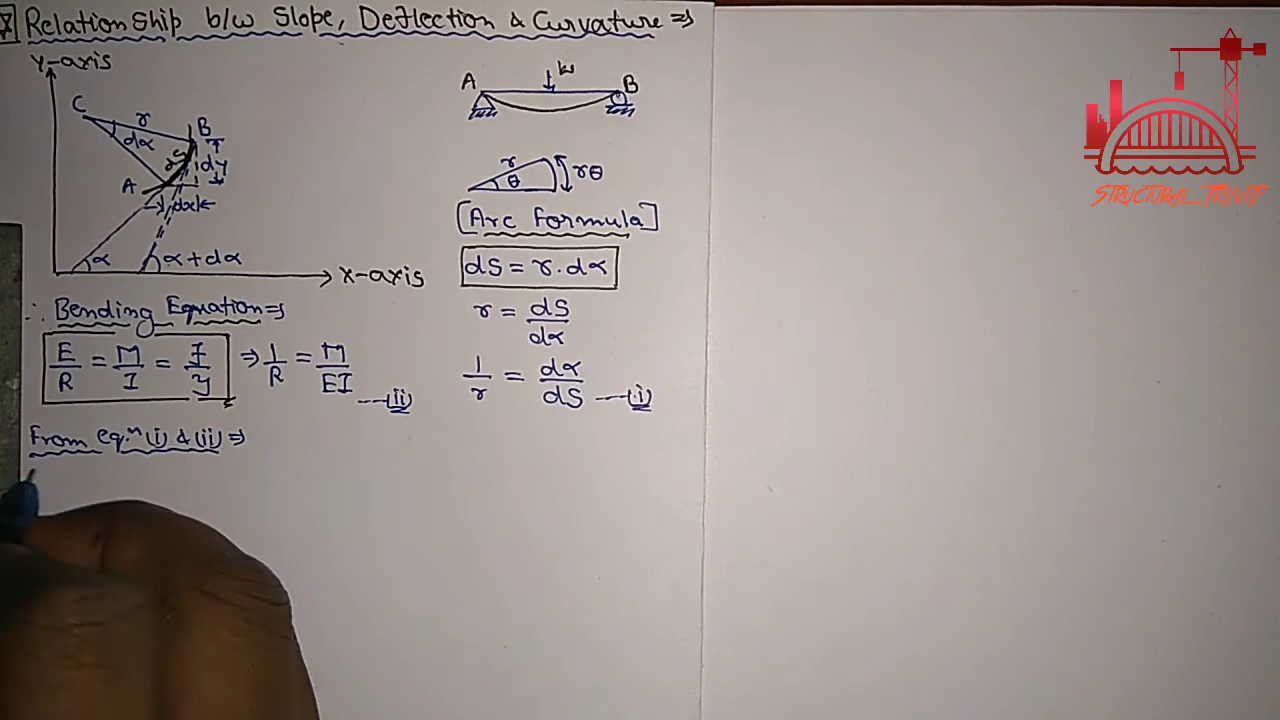 Relationship b/w Slope, Deflection & Curvature ⇒
Y-axis
C
r
dα
B
ds
dy
A
dx
α
α + dα
X-axis
A
W
B
r
θ
rθ
[Arc Formula]
dS = r. dα
r = dS/dα
1/r = dα/dS ---(i)
∴ Bending Equation ⇒
E/R = M/I = f/y ⇒ 1/R = M/EI ---(ii)
From eq.ⁿ (i) & (ii) ⇒
STRUCTURAL_TRINITY